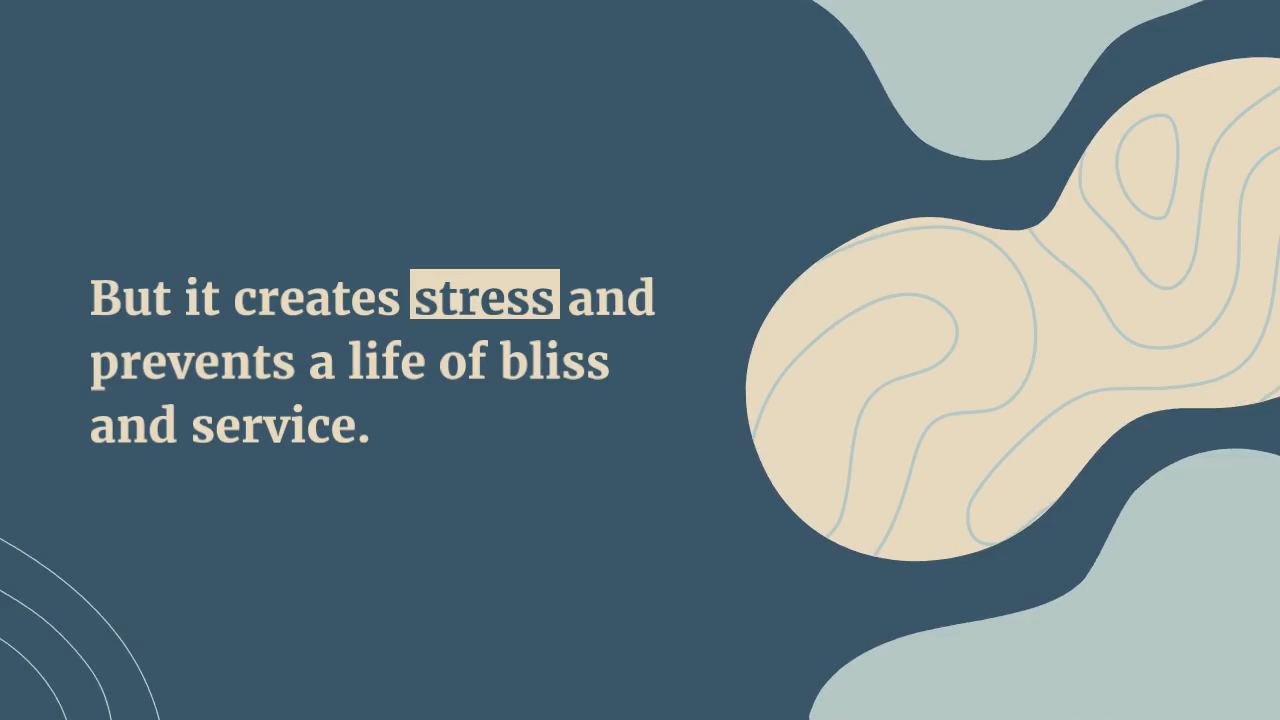 But it creates stress and
prevents a life of bliss
and service.